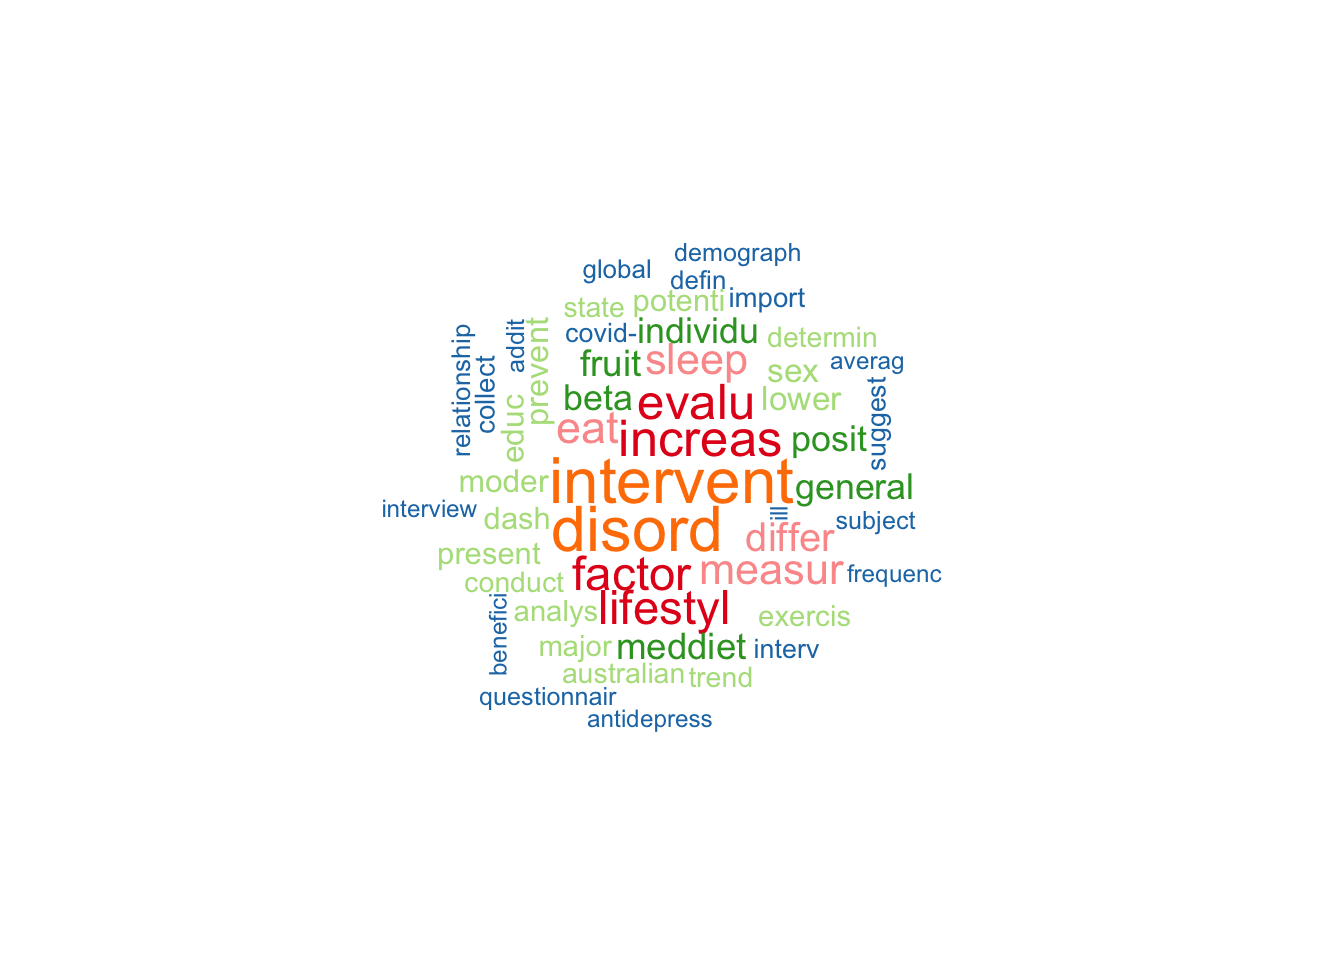 demograph
global
defin
import
state
potenti
covid-
individu
determin
relationship
collect
addit
prevent
fruit
sleep
sex
averag
educ
beta
evalu
lower
suggest
eat
increas
posit
moder
intervent
general
interview
dash
disord
ill
differ
subject
present
conduct
factor
measur
frequenc
benefici
analys
lifestyl
exercis
major
meddiet
interv
australian
trend
questionnair
antidepress